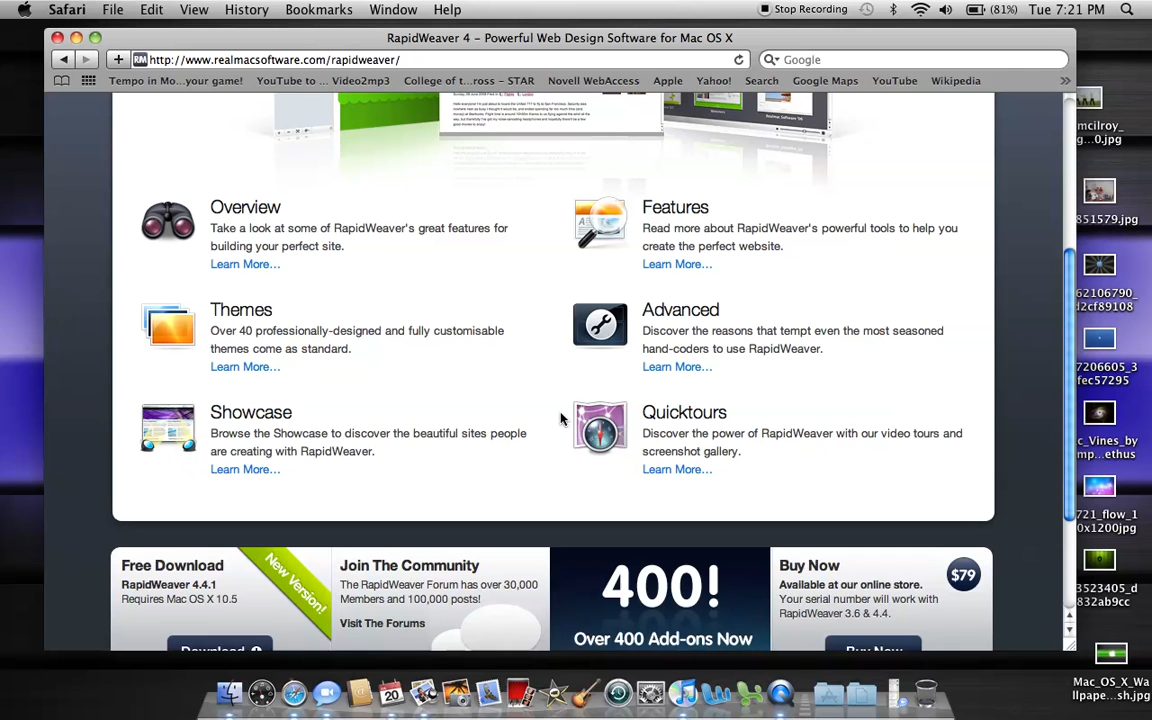 Safari File Edit View History Bookmarks Window Help Stop Recording (81%) Tue 7:21 PM
RapidWeaver 4 – Powerful Web Design Software for Mac OS X
RM http://www.realmacsoftware.com/rapidweaver/ Google
Tempo in Mo...your game! YouTube to ... Video2mp3 College of t...ross – STAR Novell WebAccess Apple Yahoo! Search Google Maps YouTube Wikipedia
Overview
Take a look at some of RapidWeaver's great features for
building your perfect site.
Learn More...
Features
Read more about RapidWeaver's powerful tools to help you
create the perfect website.
Learn More...
Themes
Over 40 professionally-designed and fully customisable
themes come as standard.
Learn More...
Advanced
Discover the reasons that tempt even the most seasoned
hand-coders to use RapidWeaver.
Learn More...
Showcase
Browse the Showcase to discover the beautiful sites people
are creating with RapidWeaver.
Learn More...
Quicktours
Discover the power of RapidWeaver with our video tours and
screenshot gallery.
Learn More...
Free Download
RapidWeaver 4.4.1
Requires Mac OS X 10.5
New Version!
Download
Join The Community
The RapidWeaver Forum has over 30,000
Members and 100,000 posts!
Visit The Forums
400!
Over 400 Add-ons Now
Buy Now
$79
Available at our online store.
Your serial number will work with
RapidWeaver 3.6 & 4.4.
Buy Now
mcilroy_
...0.jpg
851579.jpg
62106790_
d2cf89108
7206605_3
fec57295
c_Vines_by
mp...ethus
721_flow_1
0x1200jpg
3523405_d
832ab9cc
Mac_OS_X_Wa
llpape...sh.jpg
20